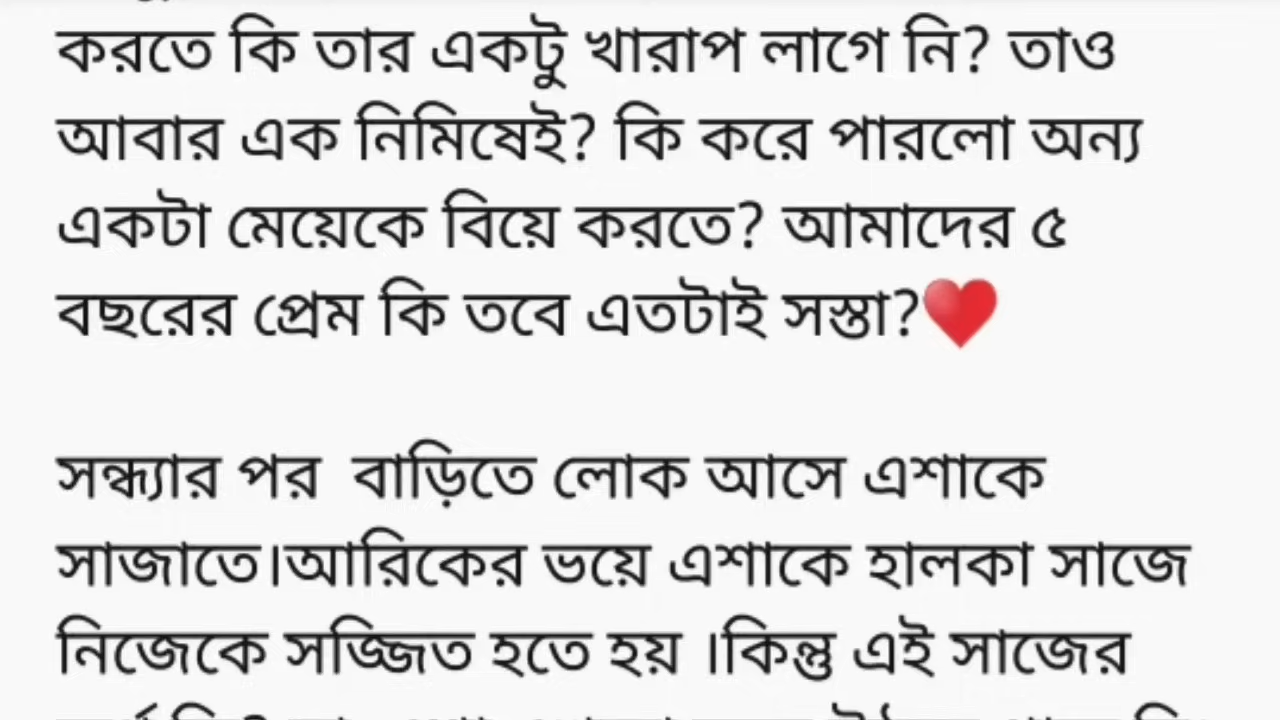 করতে কি তার একটু খারাপ লাগে নি? তাও
আবার এক নিমিষেই? কি করে পারলো অন্য
একটা মেয়েকে বিয়ে করতে? আমাদের ৫
বছরের প্রেম কি তবে এতটাই সস্তা?♥️
সন্ধ্যার পর  বাড়িতে লোক আসে এশাকে
সাজাতে।আরিকের ভয়ে এশাকে হালকা সাজে
নিজেকে সজ্জিত হতে হয় ।কিন্তু এই সাজের